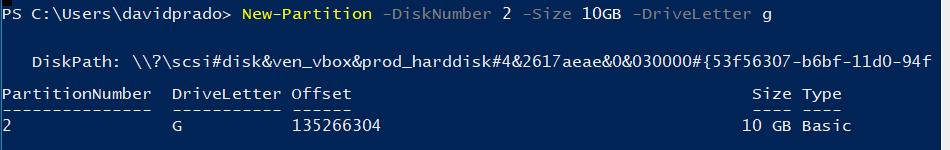 PS C:\Users\davidprado> New-Partition -DiskNumber 2 -Size 10GB -DriveLetter g
DiskPath: \\?\scsi#disk&ven_vbox&prod_harddisk#4&2617aeae&0&030000#{53f56307-b6bf-11d0-94f
PartitionNumber DriveLetter Offset Size Type
--------------- ----------- ------ ---- ----
2 G 135266304 10 GB Basic